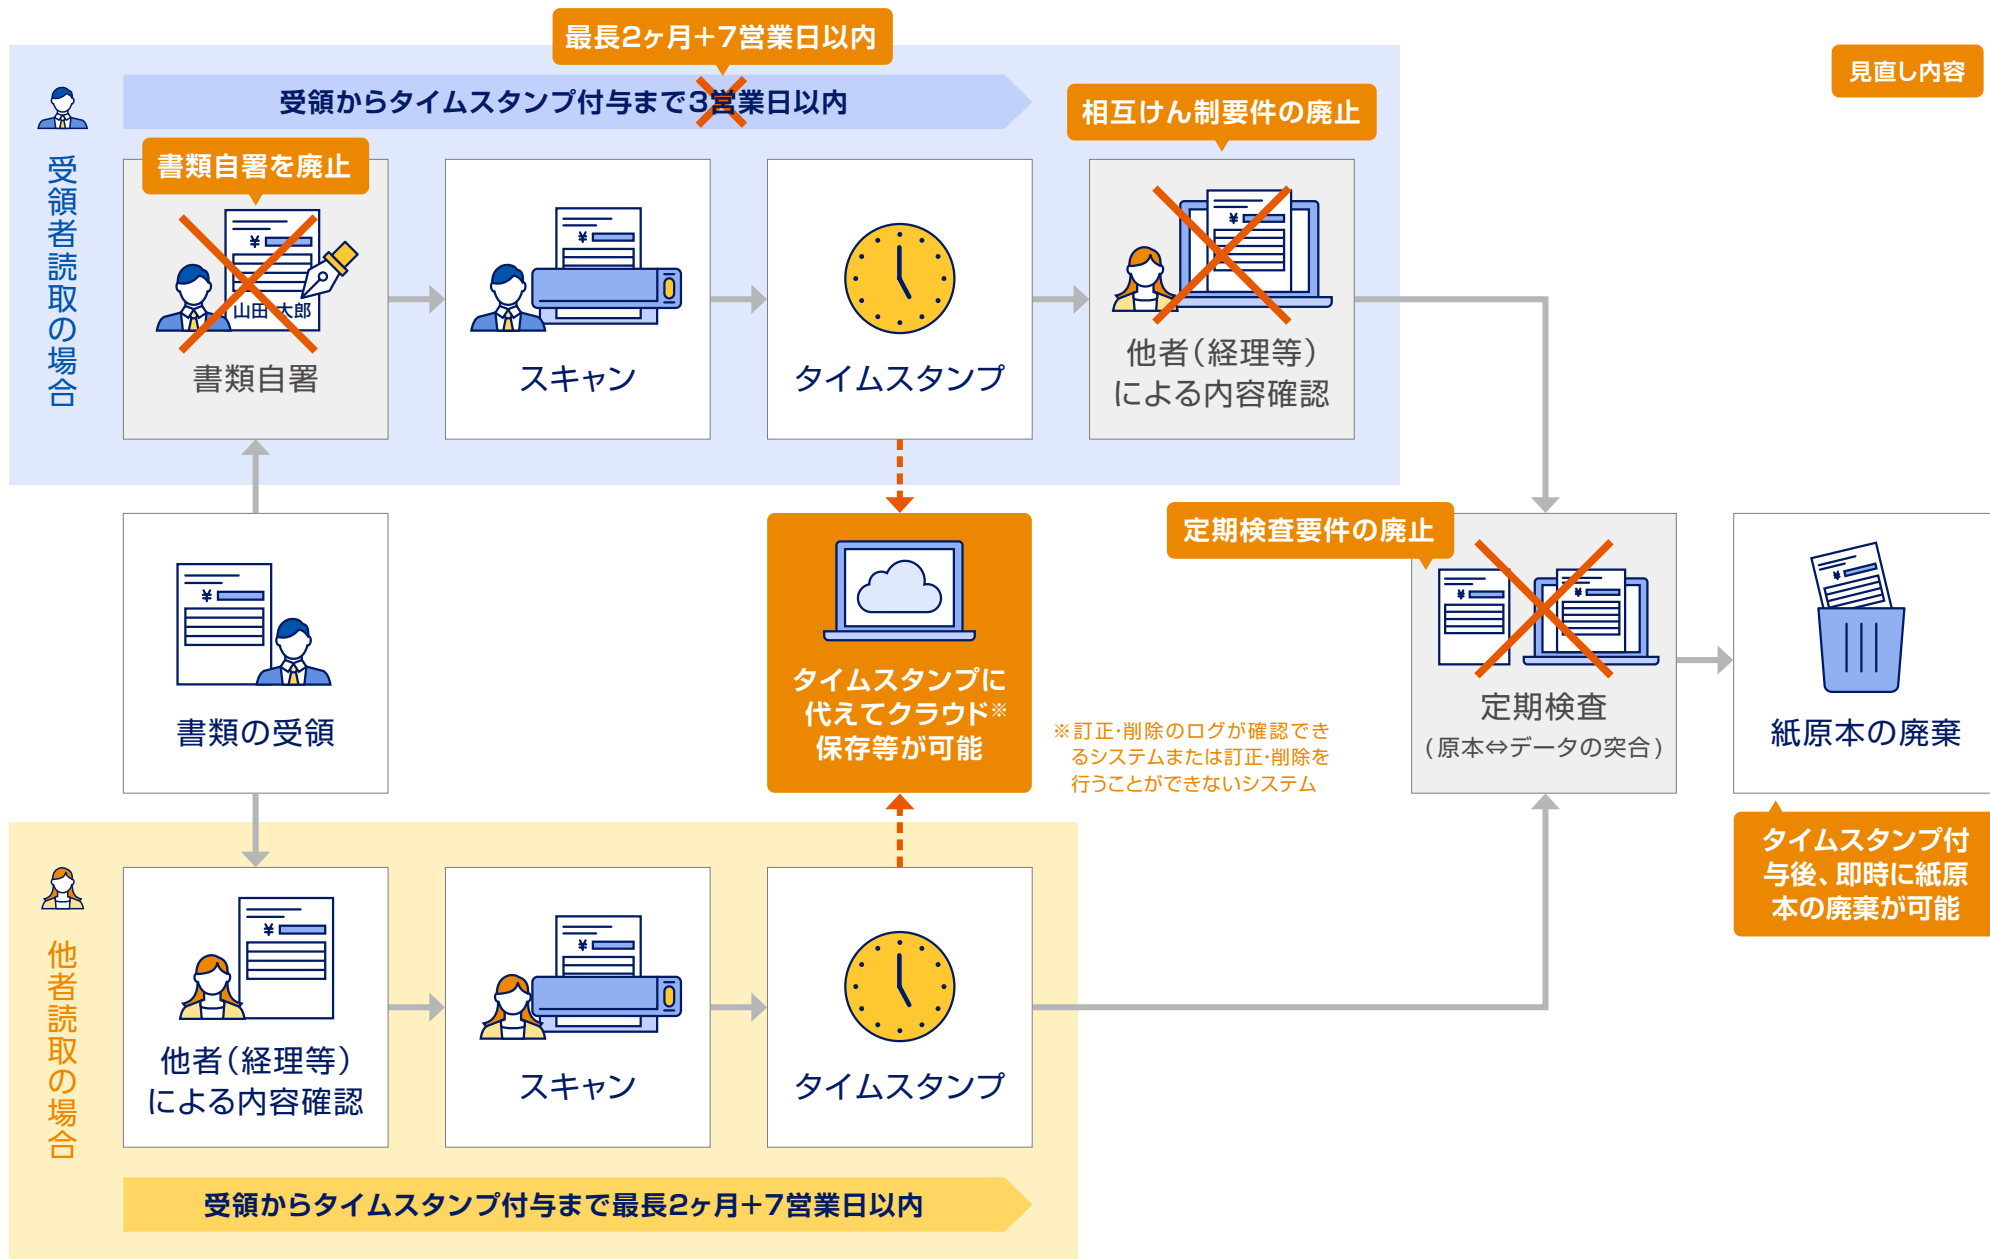 最長2ヶ月+7営業日以内
見直し内容
受領からタイムスタンプ付与まで3営業日以内
相互けん制要件の廃止
受領者読取の場合
書類自署を廃止
¥
山田 太郎
書類自署
¥
スキャン
タイムスタンプ
¥
他者(経理等)
による内容確認
¥
書類の受領
タイムスタンプに
代えてクラウド※
保存等が可能
※訂正・削除のログが確認でき
るシステムまたは訂正・削除を
行うことができないシステム
定期検査要件の廃止
¥
¥
定期検査
(原本⇔データの突合)
¥
紙原本の廃棄
タイムスタンプ付
与後、即時に紙原
本の廃棄が可能
他者読取の場合
¥
他者(経理等)
による内容確認
¥
スキャン
タイムスタンプ
受領からタイムスタンプ付与まで最長2ヶ月+7営業日以内